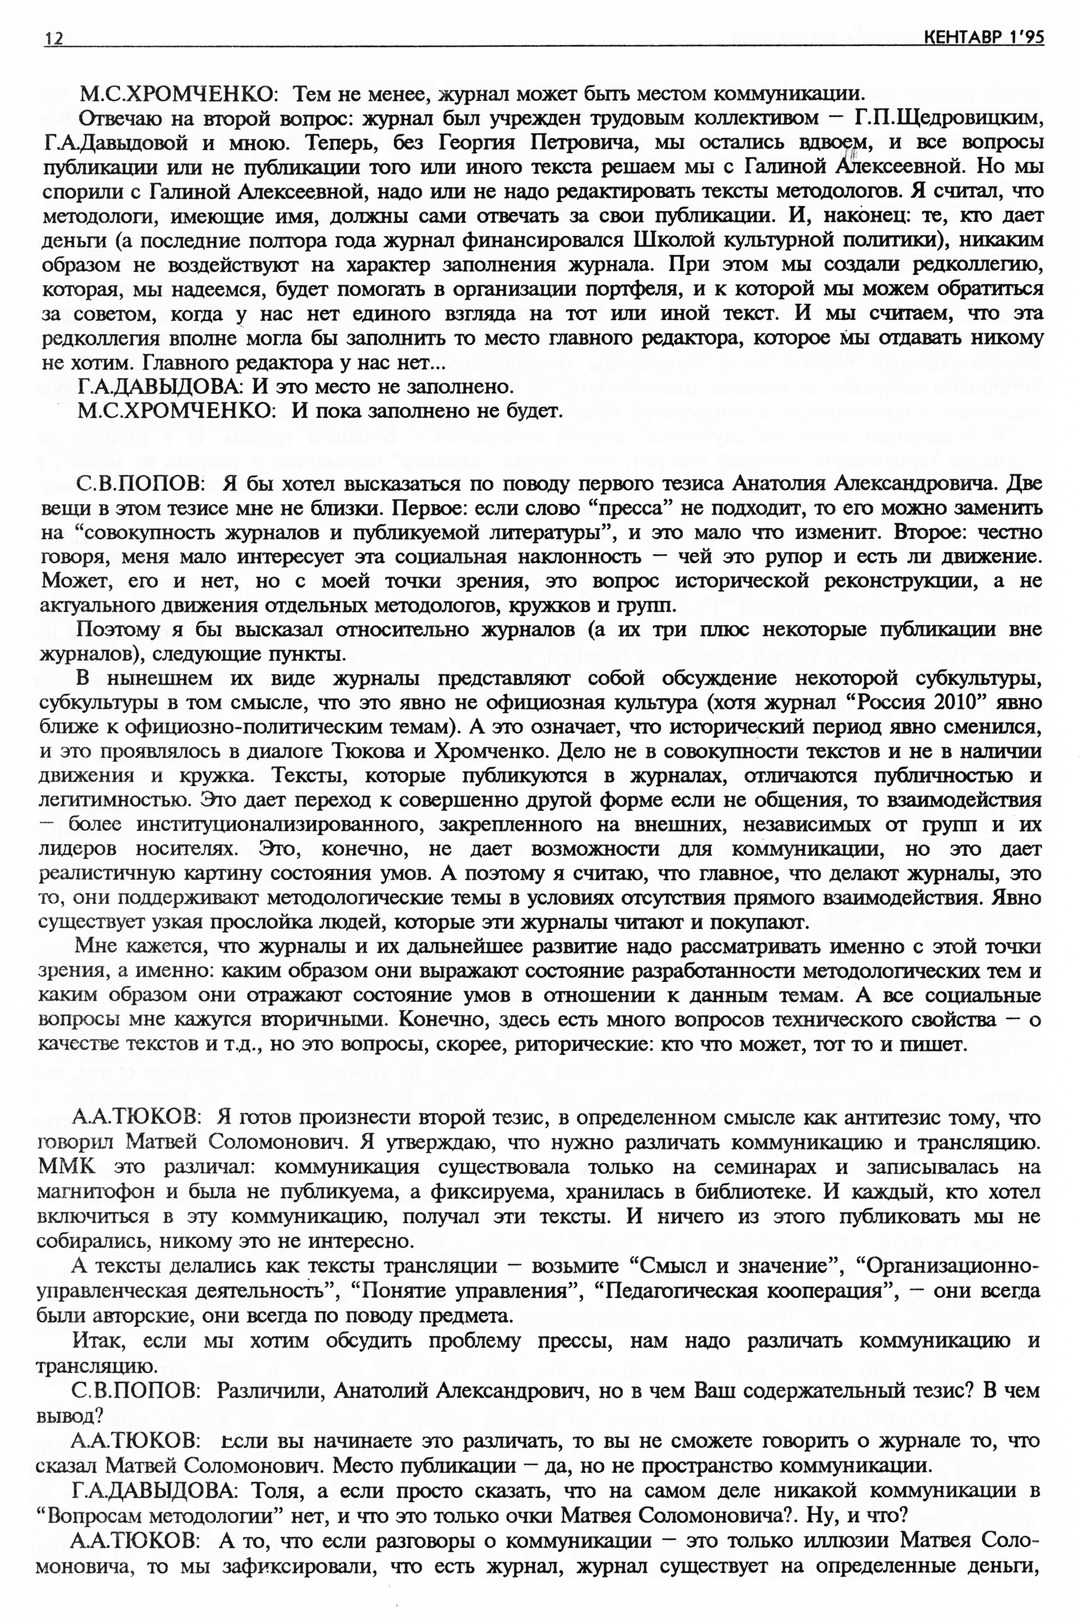 12
КЕНТАВР 1’95
М.С.ХРОМЧЕНКО: Тем не менее, журнал может быть местом коммуникации.
Отвечаю на второй вопрос: журнал был учрежден трудовым коллективом — Г.П.Щедровицким,
Г.А.Давыдовой и мною. Теперь, без Георгия Петровича, мы остались вдвоем, и все вопросы
публикации или не публикации того или иного текста решаем мы с Галиной Алексеевной. Но мы
спорили с Галиной Алексеевной, надо или не надо редактировать тексты методологов. Я считал, что
методологи, имеющие имя, должны сами отвечать за свои публикации. И, наконец: те, кто дает
деньги (а последние полтора года журнал финансировался Школой культурной политики), никаким
образом не воздействуют на характер заполнения журнала. При этом мы создали редколлегию,
которая, мы надеемся, будет помогать в организации портфеля, и к которой мы можем обратиться
за советом, когда у нас нет единого взгляда на тот или иной текст. И мы считаем, что эта
редколлегия вполне могла бы заполнить то место главного редактора, которое мы отдавать никому
не хотим. Главного редактора у нас нет...
Г.А.ДАВЫДОВА: И это место не заполнено.
М.С.ХРОМЧЕНКО: И пока заполнено не будет.
С.В.ПОПОВ: Я бы хотел высказаться по поводу первого тезиса Анатолия Александровича. Две
вещи в этом тезисе мне не близки. Первое: если слово “пресса” не подходит, то его можно заменить
на “совокупность журналов и публикуемой литературы”, и это мало что изменит. Второе: честно
говоря, меня мало интересует эта социальная наклонность — чей это рупор и есть ли движение.
Может, его и нет, но с моей точки зрения, это вопрос исторической реконструкции, а не
актуального движения отдельных методологов, кружков и групп.
Поэтому я бы высказал относительно журналов (а их три плюс некоторые публикации вне
журналов), следующие пункты.
В нынешнем их виде журналы представляют собой обсуждение некоторой субкультуры,
субкультуры в том смысле, что это явно не официозная культура (хотя журнал “Россия 2010” явно
ближе к официозно-политическим темам). А это означает, что исторический период явно сменился,
и это проявлялось в диалоге Тюкова и Хромченко. Дело не в совокупности текстов и не в наличии
движения и кружка. Тексты, которые публикуются в журналах, отличаются публичностью и
легитимностью. Это дает переход к совершенно другой форме если не общения, то взаимодействия
— более институционализированного, закрепленного на внешних, независимых от групп и их
лидеров носителях. Это, конечно, не дает возможности для коммуникации, но это дает
реалистичную картину состояния умов. А поэтому я считаю, что главное, что делают журналы, это
то, они поддерживают методологические темы в условиях отсутствия прямого взаимодействия. Явно
существует узкая прослойка людей, которые эти журналы читают и покупают.
Мне кажется, что журналы и их дальнейшее развитие надо рассматривать именно с этой точки
зрения, а именно: каким образом они выражают состояние разработанности методологических тем и
каким образом они отражают состояние умов в отношении к данным темам. А все социальные
вопросы мне кажутся вторичными. Конечно, здесь есть много вопросов технического свойства — о
качестве текстов и т.д., но это вопросы, скорее, риторические: кто что может, тот то и пишет.
А.А.ТЮКОВ: Я готов произнести второй тезис, в определенном смысле как антитезис тому, что
говорил Матвей Соломонович. Я утверждаю, что нужно различать коммуникацию и трансляцию.
ММК это различал: коммуникация существовала только на семинарах и записывалась на
магнитофон и была не публикуема, а фиксируема, хранилась в библиотеке. И каждый, кто хотел
включиться в эту коммуникацию, получал эти тексты. И ничего из этого публиковать мы не
собирались, никому это не интересно.
А тексты делались как тексты трансляции — возьмите “Смысл и значение”, “Организационно-
управленческая деятельность”, “Понятие управления”, “Педагогическая кооперация”, — они всегда
были авторские, они всегда по поводу предмета.
Итак, если мы хотим обсудить проблему прессы, нам надо различать коммуникацию и
трансляцию.
С.В.ПОПОВ: Различили, Анатолий Александрович, но в чем Ваш содержательный тезис? В чем
вывод?
А.А.ТЮКОВ: Если вы начинаете это различать, то вы не сможете говорить о журнале то, что
сказал Матвей Соломонович. Место публикации — да, но не пространство коммуникации.
Г.А.ДАВЫДОВА: Толя, а если просто сказать, что на самом деле никакой коммуникации в
“Вопросам методологии” нет, и что это только очки Матвея Соломоновича?. Ну, и что?
А.А.ТЮКОВ: А то, что если разговоры о коммуникации — это только иллюзии Матвея Соло-
моновича, то мы зафиксировали, что есть журнал, журнал существует на определенные деньги,